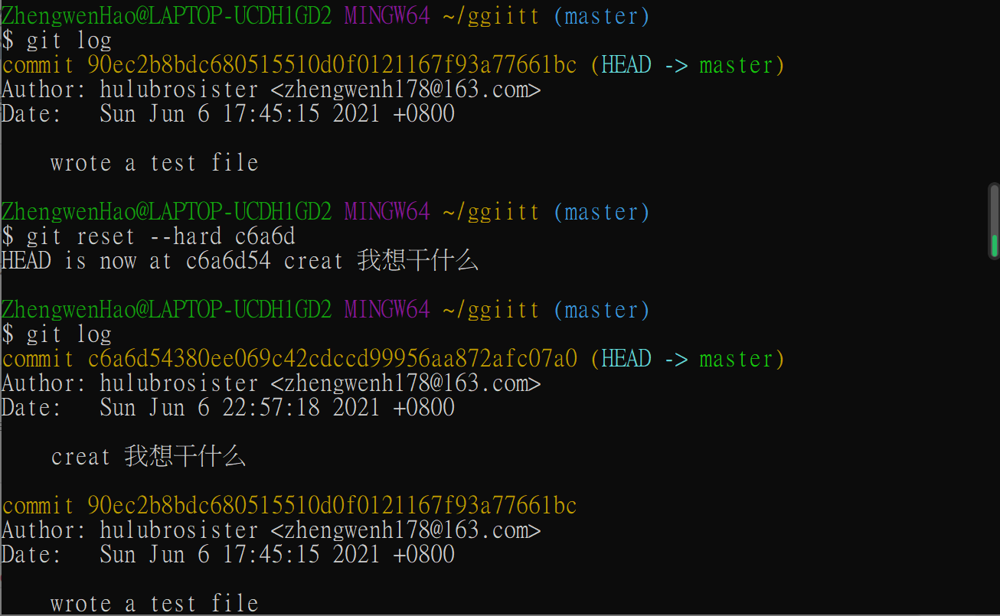 ZhengwenHao@LAPTOP-UCDH1GD2 MINGW64 ~/ggiitt (master)
$ git log
commit 90ec2b8bdc680515510d0f0121167f93a77661bc (HEAD -> master)
Author: hulubrosister <zhengwenh178@163.com>
Date:   Sun Jun 6 17:45:15 2021 +0800
    wrote a test file
ZhengwenHao@LAPTOP-UCDH1GD2 MINGW64 ~/ggiitt (master)
$ git reset --hard c6a6d
HEAD is now at c6a6d54 creat 我想干什么
ZhengwenHao@LAPTOP-UCDH1GD2 MINGW64 ~/ggiitt (master)
$ git log
commit c6a6d54380ee069c42cdccd99956aa872afc07a0 (HEAD -> master)
Author: hulubrosister <zhengwenh178@163.com>
Date:   Sun Jun 6 22:57:18 2021 +0800
    creat 我想干什么
commit 90ec2b8bdc680515510d0f0121167f93a77661bc
Author: hulubrosister <zhengwenh178@163.com>
Date:   Sun Jun 6 17:45:15 2021 +0800
    wrote a test file